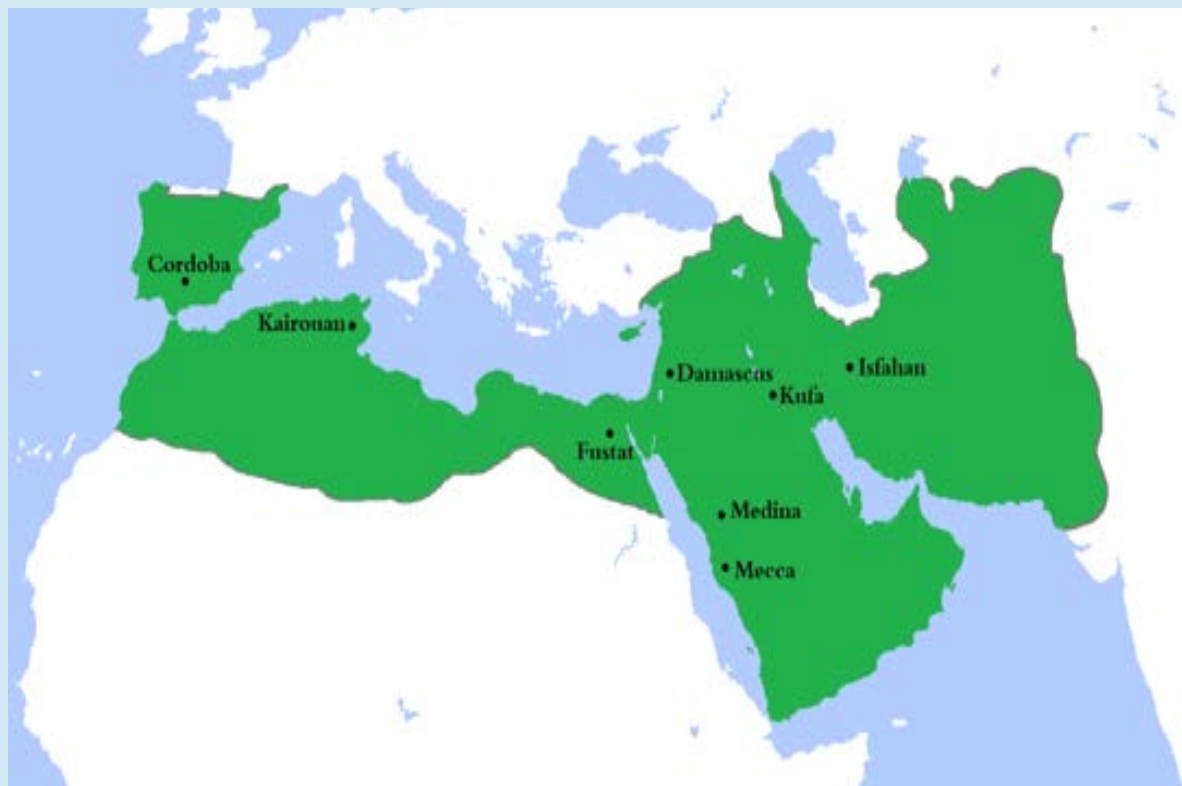 Cordoba
Kairouan
Damascus
Isfahan
Kufa
Fustat
Medina
Mecca